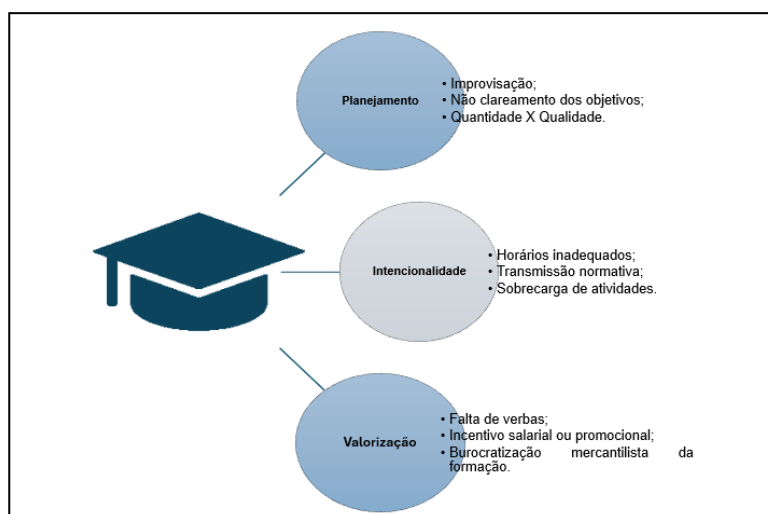 Planejamento
• Improvisação;
• Não clareamento dos objetivos;
• Quantidade X Qualidade.
Intencionalidade
• Horários inadequados;
• Transmissão normativa;
• Sobrecarga de atividades.
Valorização
• Falta de verbas;
• Incentivo salarial ou promocional;
• Burocratização mercantilista da
formação.